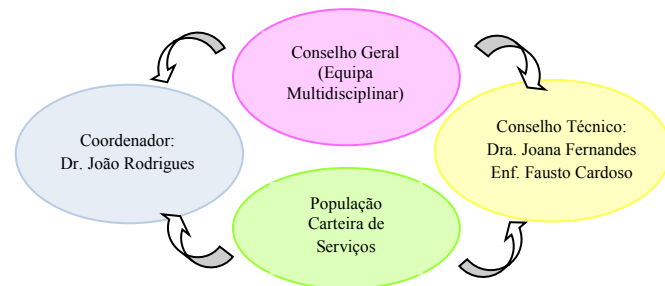 Conselho Geral
(Equipa
Multidisciplinar)
Coordenador:
Dr. João Rodrigues
Conselho Técnico:
Dra. Joana Fernandes
Enf. Fausto Cardoso
População
Carteira de
Serviços